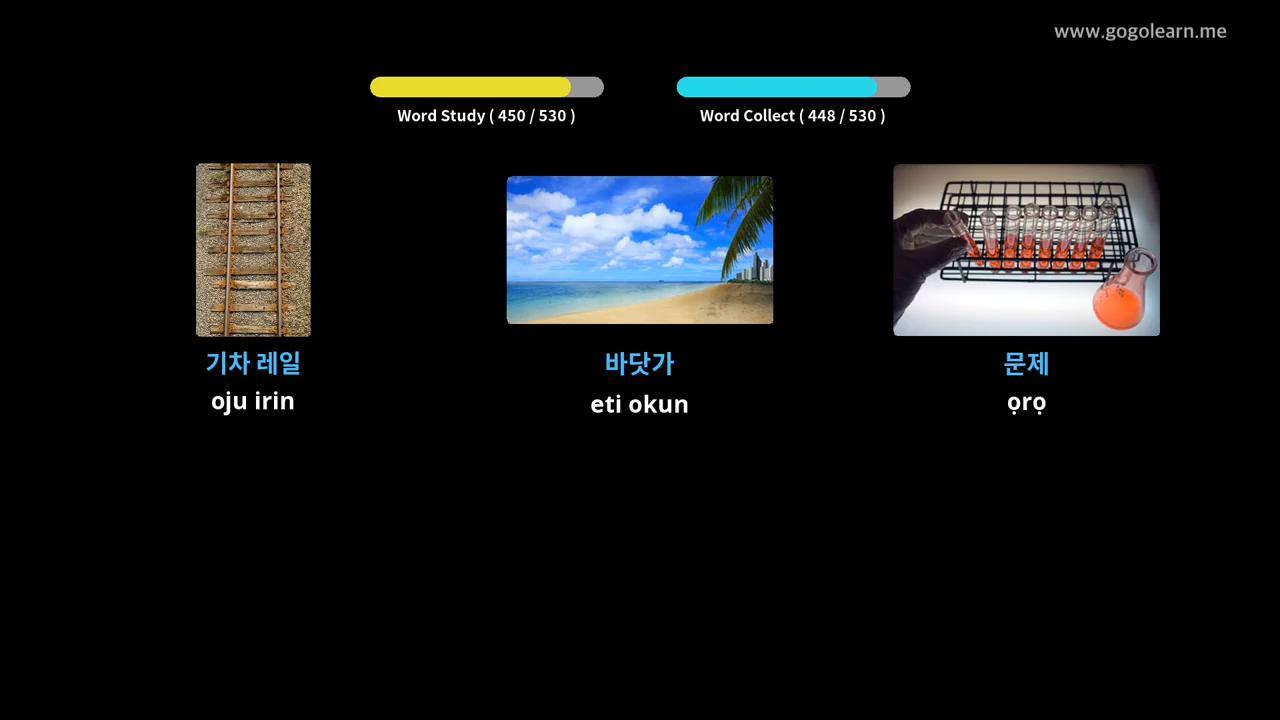 www.gogolearn.me
Word Study ( 450 / 530 )
Word Collect ( 448 / 530 )
기차 레일
바닷가
문제
oju irin
eti okun
ọrọ